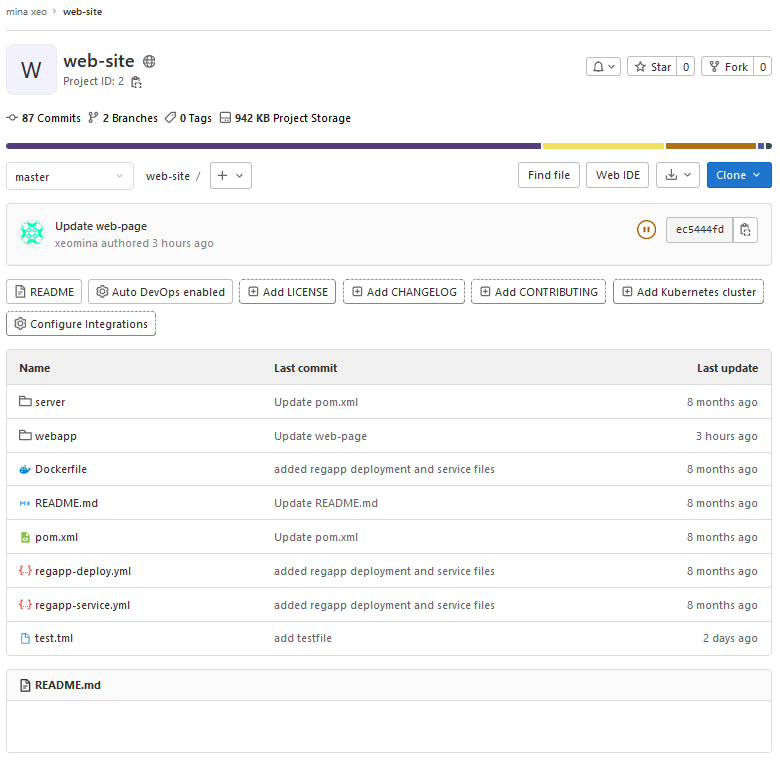 mina xeo > web-site
W
web-site
Project ID: 2
Star 0
Fork 0
87 Commits 2 Branches 0 Tags 942 KB Project Storage
master
web-site / +
Find file
Web IDE
Clone
Update web-page
xeomina authored 3 hours ago
ec5444fd
README Auto DevOps enabled Add LICENSE Add CHANGELOG Add CONTRIBUTING Add Kubernetes cluster
Configure Integrations
Name Last commit Last update
server Update pom.xml 8 months ago
webapp Update web-page 3 hours ago
Dockerfile added regapp deployment and service files 8 months ago
README.md Update README.md 8 months ago
pom.xml Update pom.xml 8 months ago
regapp-deploy.yml added regapp deployment and service files 8 months ago
regapp-service.yml added regapp deployment and service files 8 months ago
test.tml add testfile 2 days ago
README.md